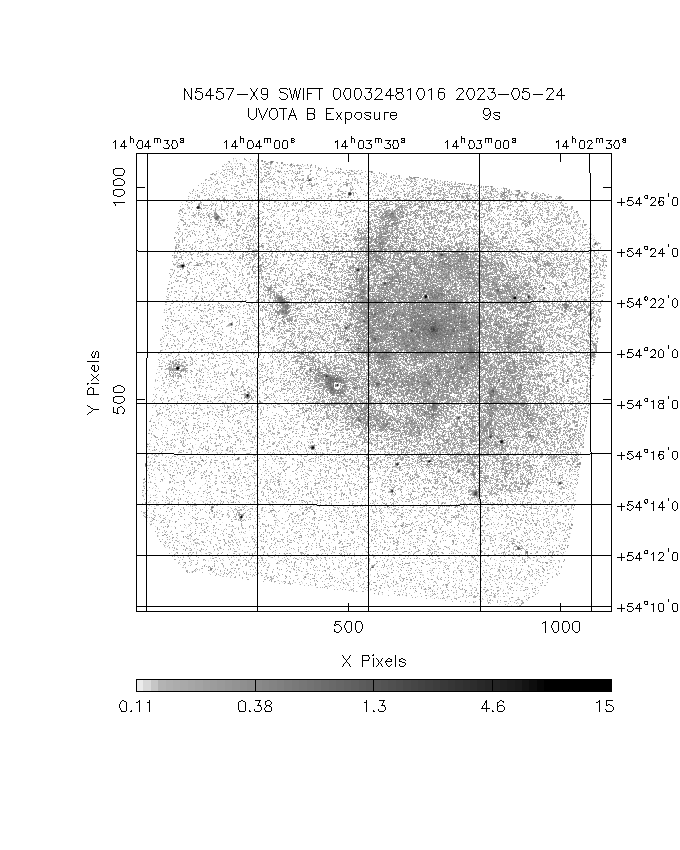 N5457-X9 SWIFT 00032481016 2023-05-24
UVOTA B Exposure 9s
14h04m30s 14h04m00s 14h03m30s 14h03m00s 14h02m30s
+54°26'0
+54°24'0
+54°22'0
+54°20'0
+54°18'0
+54°16'0
+54°14'0
+54°12'0
+54°10'0
1000
500
Y Pixels
500 1000
X Pixels
0.11 0.38 1.3 4.6 15